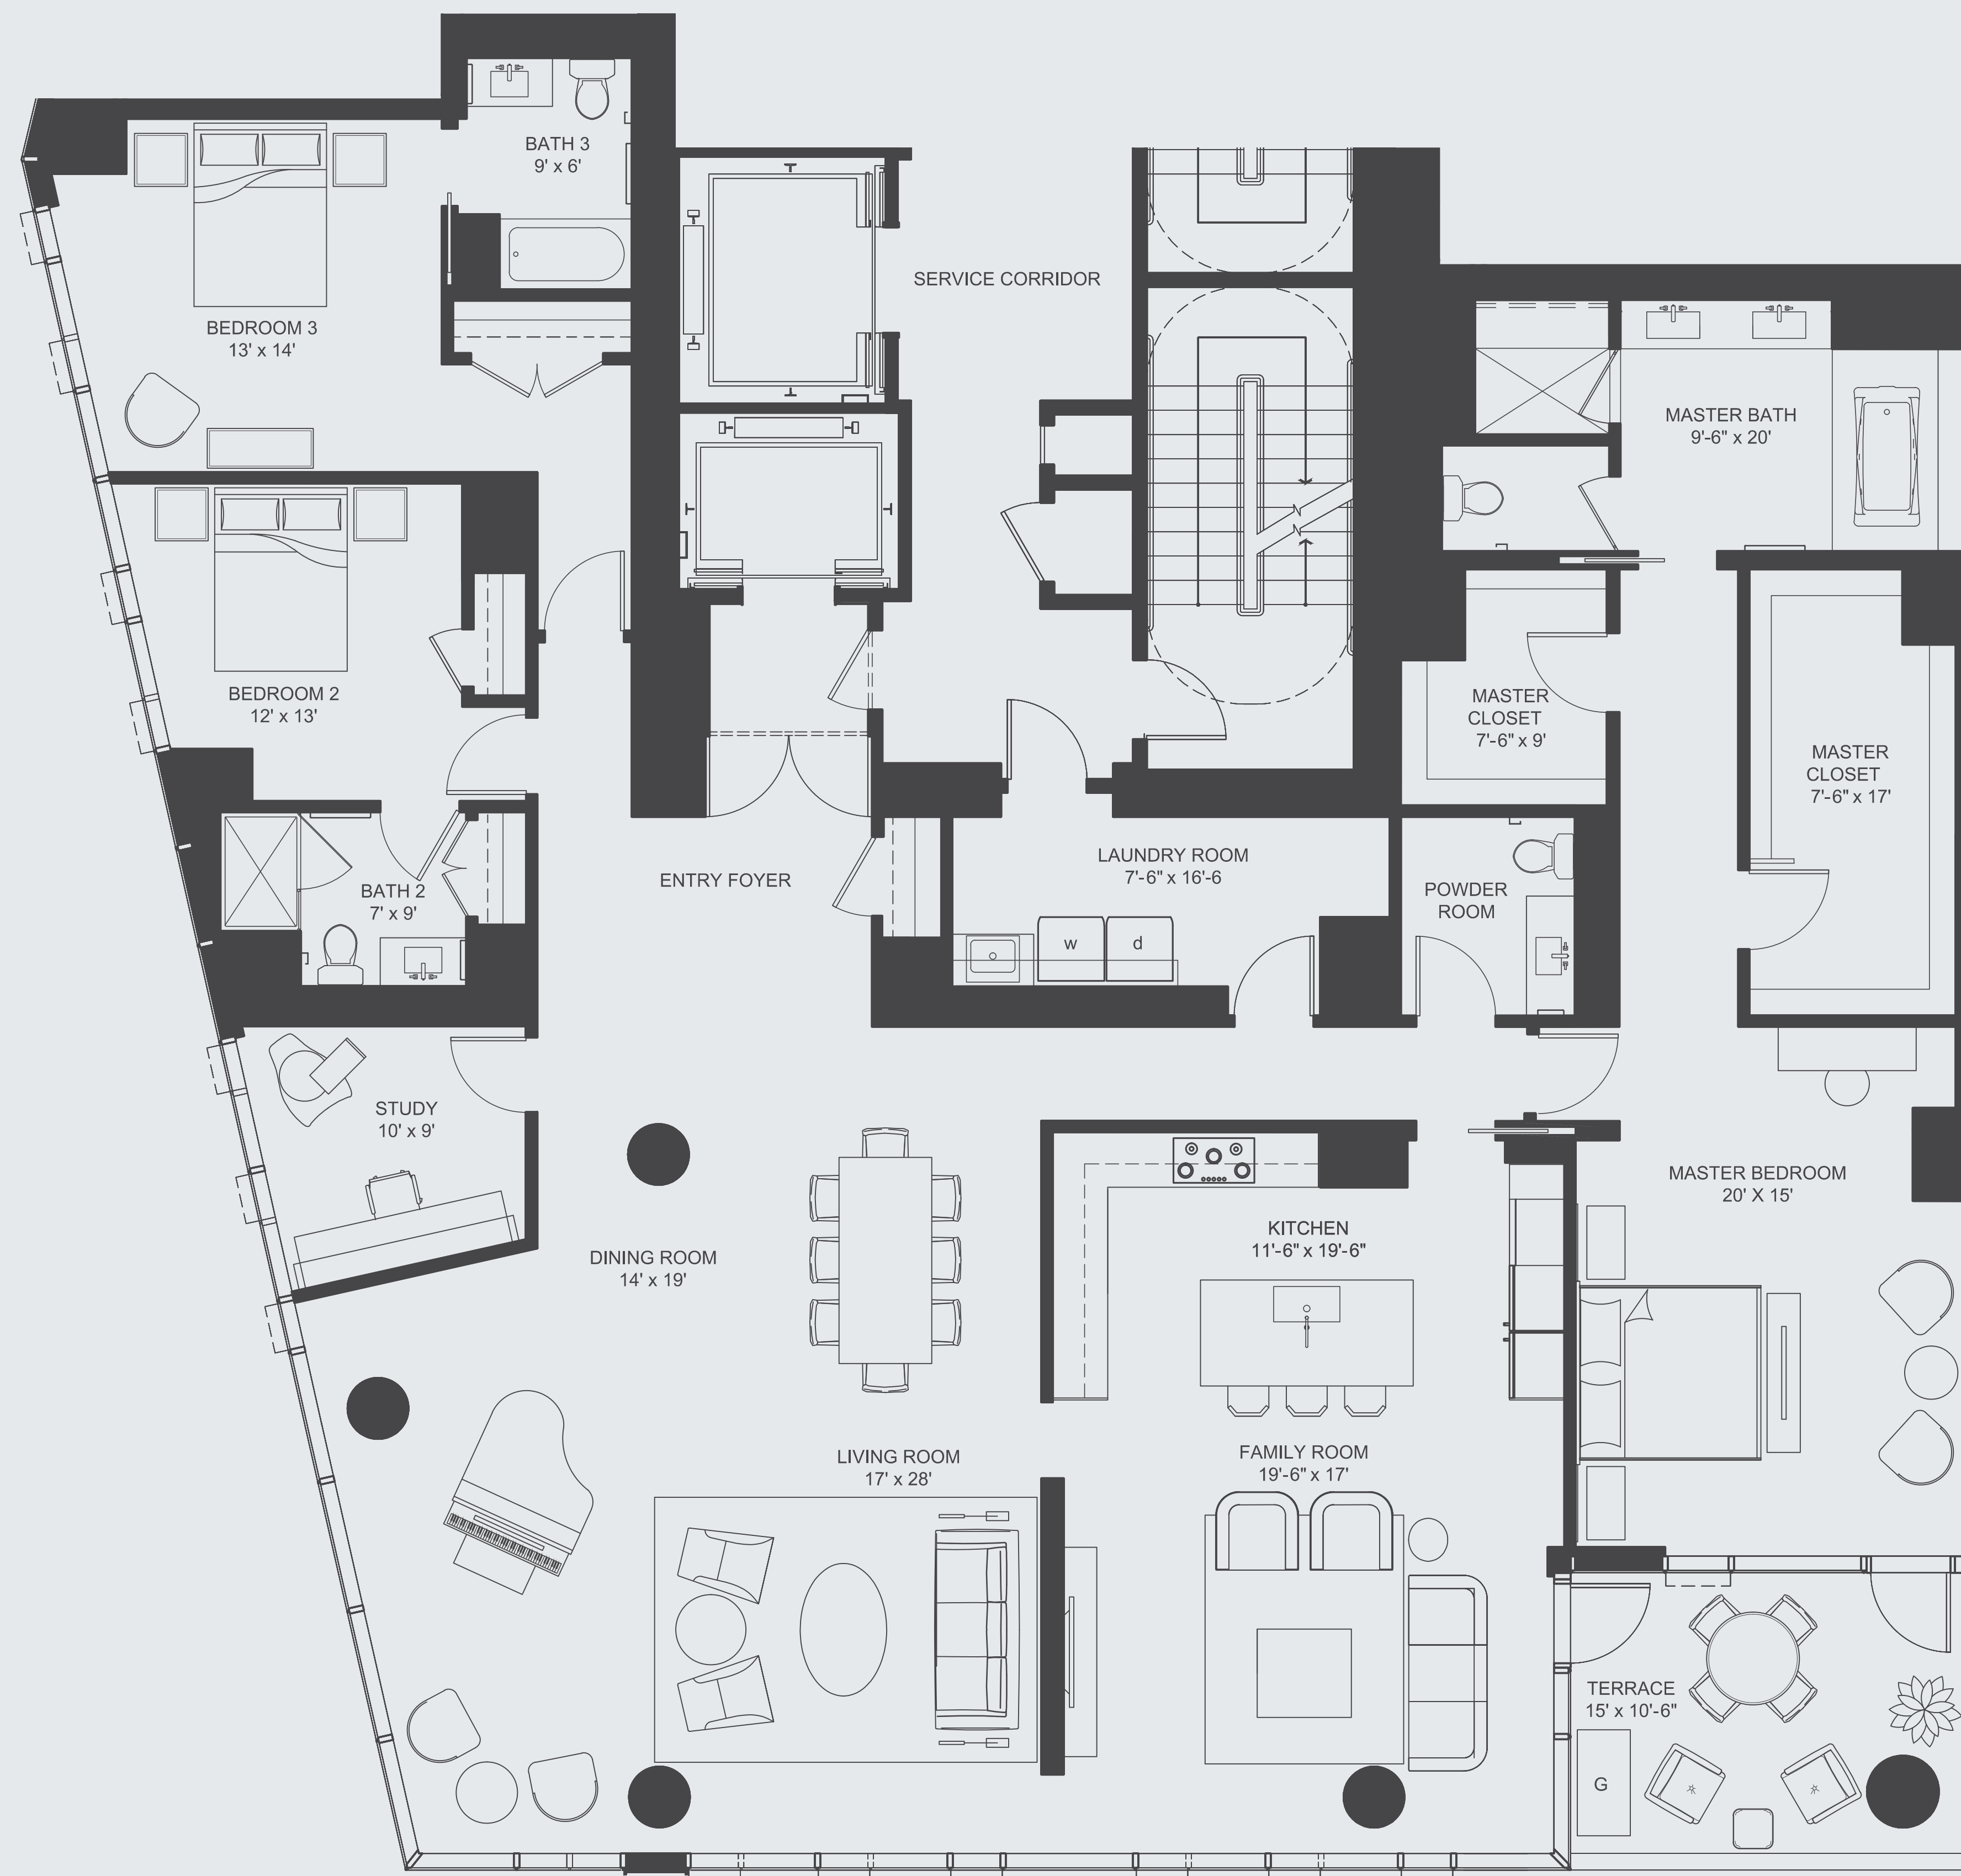 BATH 3
9' x 6'
SERVICE CORRIDOR
BEDROOM 3
13' x 14'
MASTER BATH
9'-6" x 20'
BEDROOM 2
12' x 13'
MASTER
CLOSET
7'-6" x 9'
MASTER
CLOSET
7'-6" x 17'
LAUNDRY ROOM
7'-6" x 16'-6
ENTRY FOYER
BATH 2
7' x 9'
POWDER
ROOM
w
d
STUDY
10' x 9'
MASTER BEDROOM
20' X 15'
KITCHEN
11'-6" x 19'-6"
DINING ROOM
14' x 19'
LIVING ROOM
17' x 28'
FAMILY ROOM
19'-6" x 17'
TERRACE
15' x 10'-6"
G